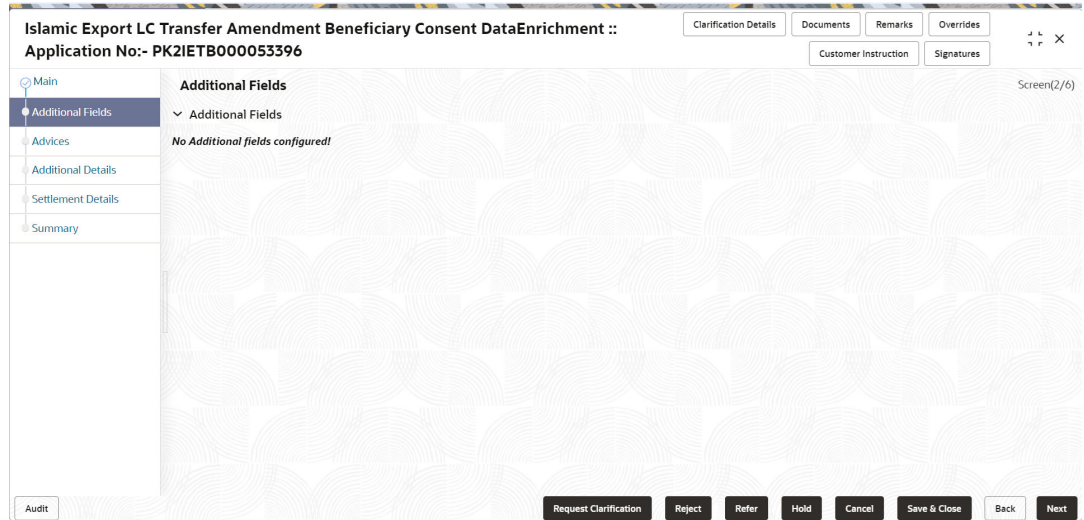 Islamic Export LC Transfer Amendment Beneficiary Consent DataEnrichment ::
Application No:- PK2IETB000053396
Clarification Details
Documents
Remarks
Overrides
Customer Instruction
Signatures
Main
Additional Fields
Advices
Additional Details
Settlement Details
Summary
Additional Fields
Screen(2/6)
Additional Fields
No Additional fields configured!
Audit
Request Clarification
Reject
Refer
Hold
Cancel
Save & Close
Back
Next